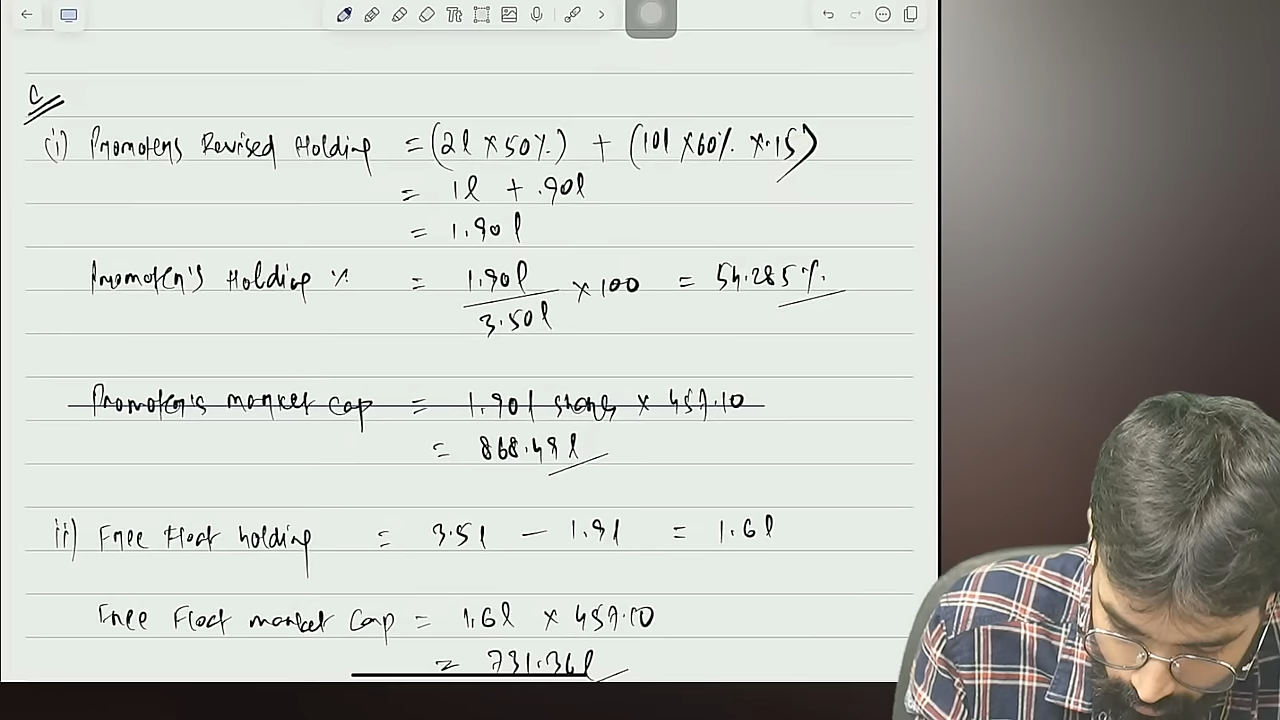 C
(i) Promoters Revised Holding = (2l × 50%.) + (10l × 60% × .15)
= 1l + .90l
= 1.90l
Promoter's Holding % = 1.90l / 3.50l × 100 = 54.285%
Promoter's market cap = 1.90l shares × 457.10
= 868.49l
ii) Free Float holding = 3.5l - 1.9l = 1.6l
Free Float market cap = 1.6l × 457.10
= 731.36l